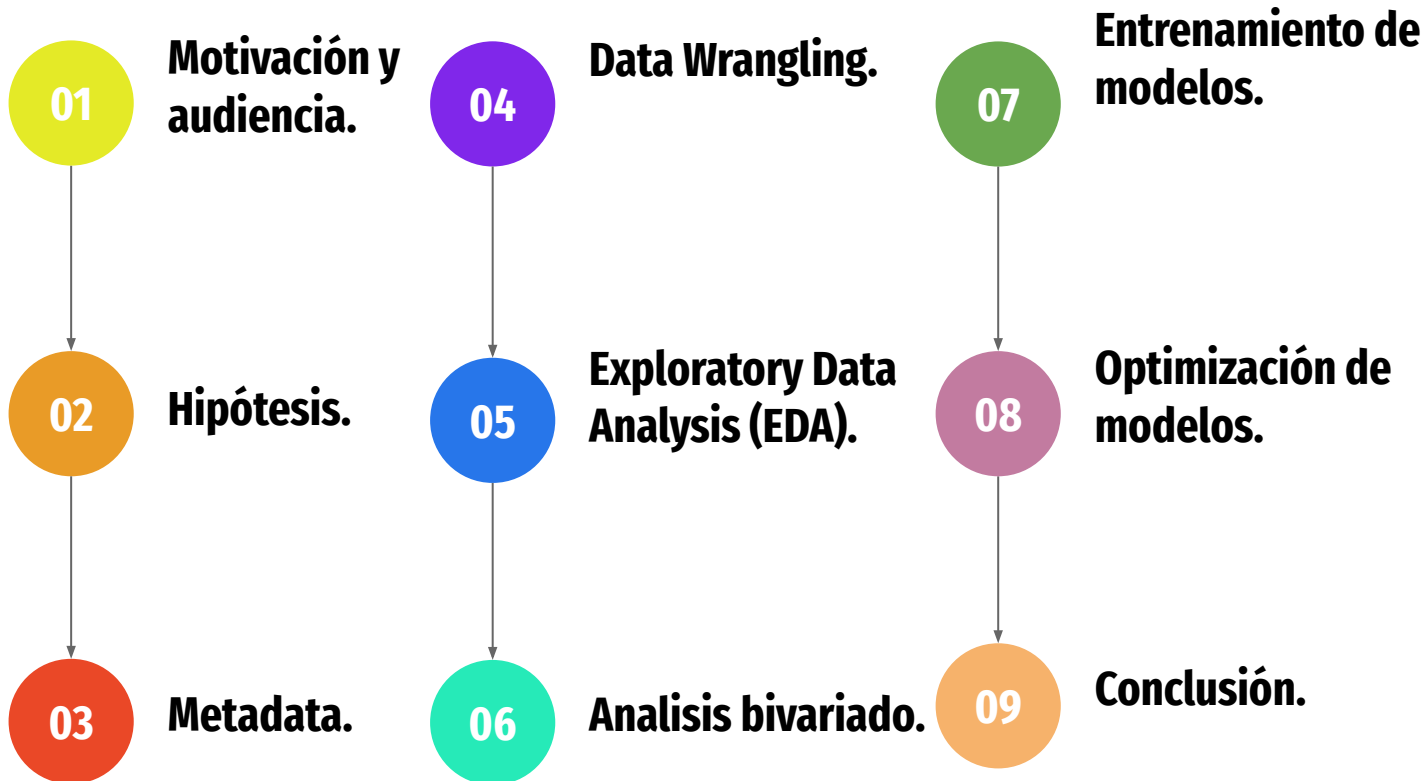 01
Motivación y
audiencia.
02
Hipótesis.
03
Metadata.
04
Data Wrangling.
05
Exploratory Data
Analysis (EDA).
06
Analisis bivariado.
07
Entrenamiento de
modelos.
08
Optimización de
modelos.
09
Conclusión.